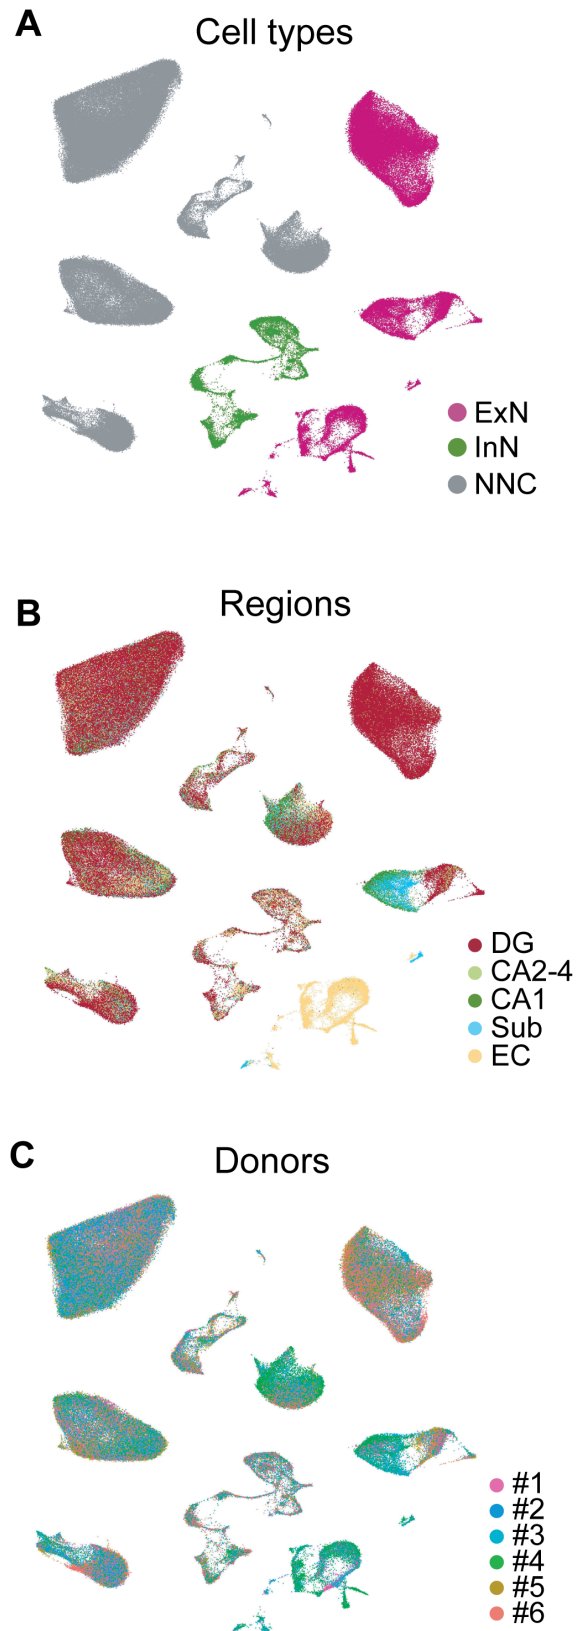 A
Cell types
ExN
InN
NNC
B
Regions
DG
CA2-4
CA1
Sub
EC
C
Donors
#1
#2
#3
#4
#5
#6